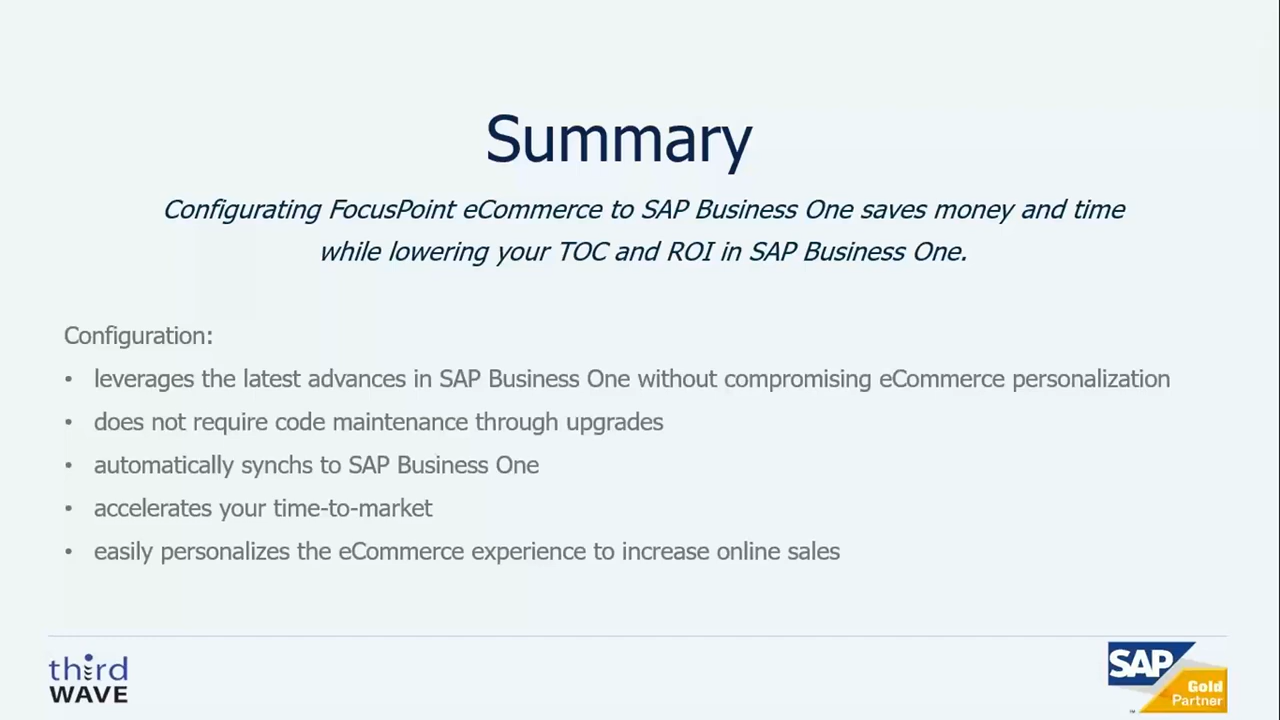 Summary
Configurating FocusPoint eCommerce to SAP Business One saves money and time
while lowering your TOC and ROI in SAP Business One.
Configuration:
• leverages the latest advances in SAP Business One without compromising eCommerce personalization
• does not require code maintenance through upgrades
• automatically synchs to SAP Business One
• accelerates your time-to-market
• easily personalizes the eCommerce experience to increase online sales
third
WAVE
SAP
Gold
Partner